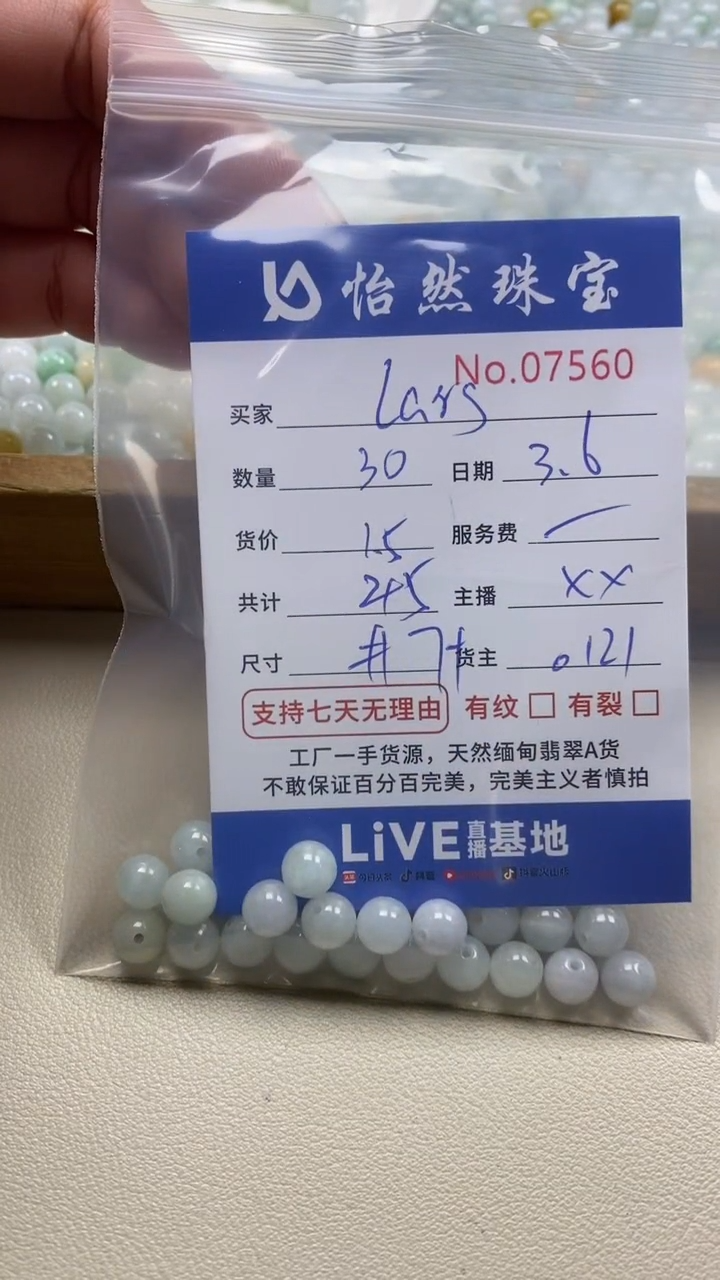 怡然珠宝
No.07560
买家 Lars
数量 30 日期 3.6
货价 1.5 服务费
共计 45 主播 XX
尺寸 #7+ 货主 0121
支持七天无理由 有纹 有裂
工厂一手货源，天然缅甸翡翠A货
不敢保证百分百完美，完美主义者慎拍
LiVE直播基地